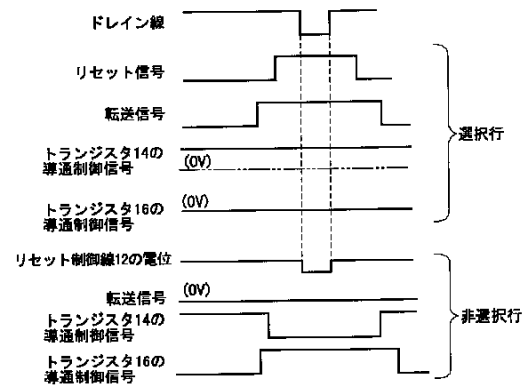 ドレイン線
リセット信号
転送信号
トランジスタ14の
導通制御信号
(0V)
トランジスタ16の
導通制御信号
(0V)
選択行
リセット制御線12の電位
転送信号
(0V)
トランジスタ14の
導通制御信号
トランジスタ16の
導通制御信号
非選択行